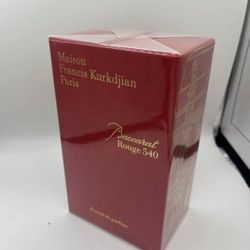 Maison
Francis Kurkdjian
Paris
Baccarat
Rouge 540
Extrait de parfum